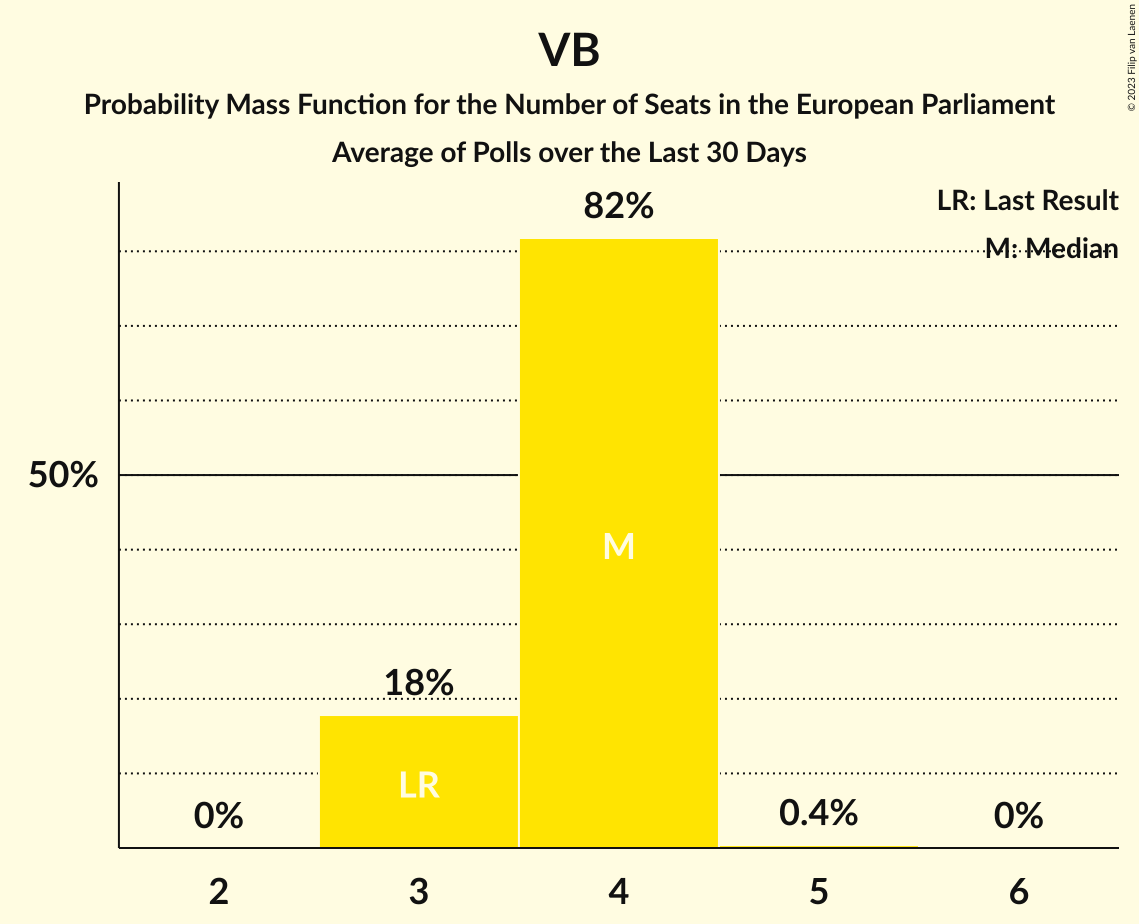 VB
Probability Mass Function for the Number of Seats in the European Parliament
Average of Polls over the Last 30 Days
© 2023 Filip van Laenen
LR: Last Result
M: Median
82%
50%
M
18%
LR
0%
0.4%
0%
2 3 4 5 6